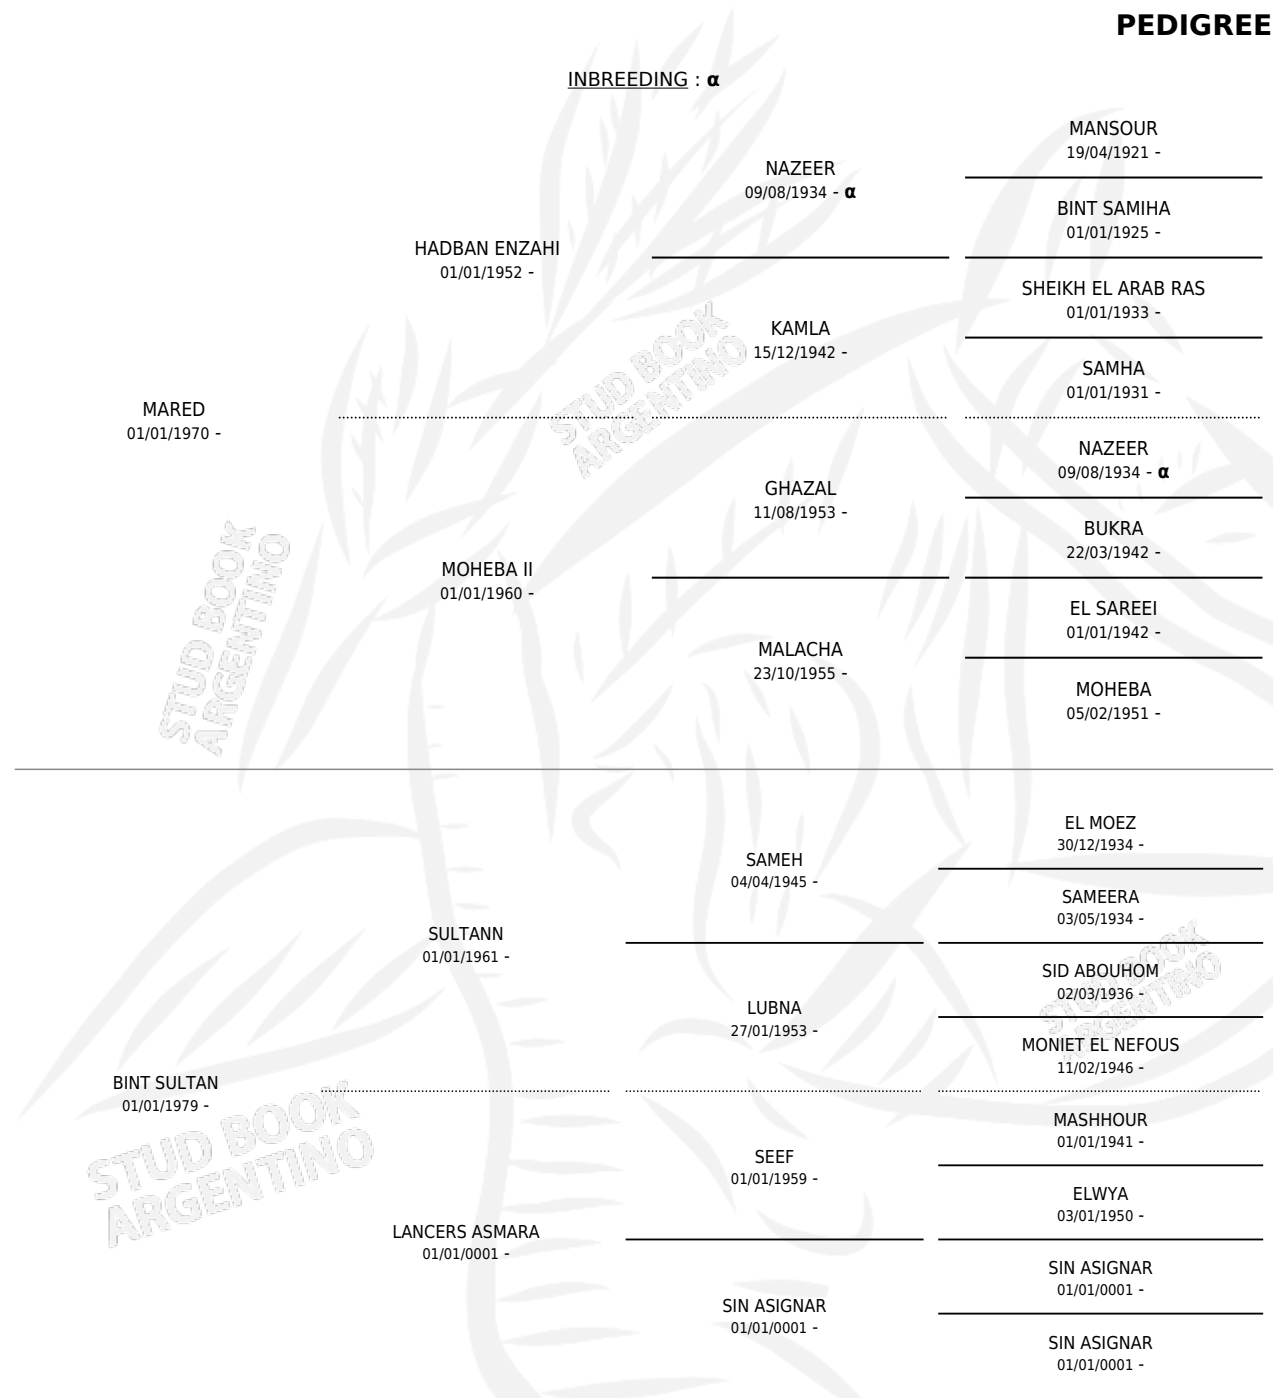 PEDIGREE
INBREEDING : α
MANSOUR
19/04/1921 -
NAZEER
09/08/1934 - α
BINT SAMIHA
01/01/1925 -
HADBAN ENZAHI
01/01/1952 -
SHEIKH EL ARAB RAS
01/01/1933 -
KAMLA
15/12/1942 -
SAMHA
01/01/1931 -
MARED
01/01/1970 -
NAZEER
09/08/1934 - α
GHAZAL
11/08/1953 -
BUKRA
22/03/1942 -
MOHEBA II
01/01/1960 -
EL SAREEI
01/01/1942 -
MALACHA
23/10/1955 -
MOHEBA
05/02/1951 -
EL MOEZ
30/12/1934 -
SAMEH
04/04/1945 -
SAMEERA
03/05/1934 -
SULTANN
01/01/1961 -
SID ABOUHOM
02/03/1936 -
LUBNA
27/01/1953 -
MONIET EL NEFOUS
11/02/1946 -
BINT SULTAN
01/01/1979 -
MASHHOUR
01/01/1941 -
SEEF
01/01/1959 -
ELWYA
03/01/1950 -
LANCERS ASMARA
01/01/0001 -
SIN ASIGNAR
01/01/0001 -
SIN ASIGNAR
01/01/0001 -
SIN ASIGNAR
01/01/0001 -
STUD BOOK
ARGENTINO
STUD BOOK
ARGENTINO
STUD BOOK
ARGENTINO
STUD BOOK
ARGENTINO